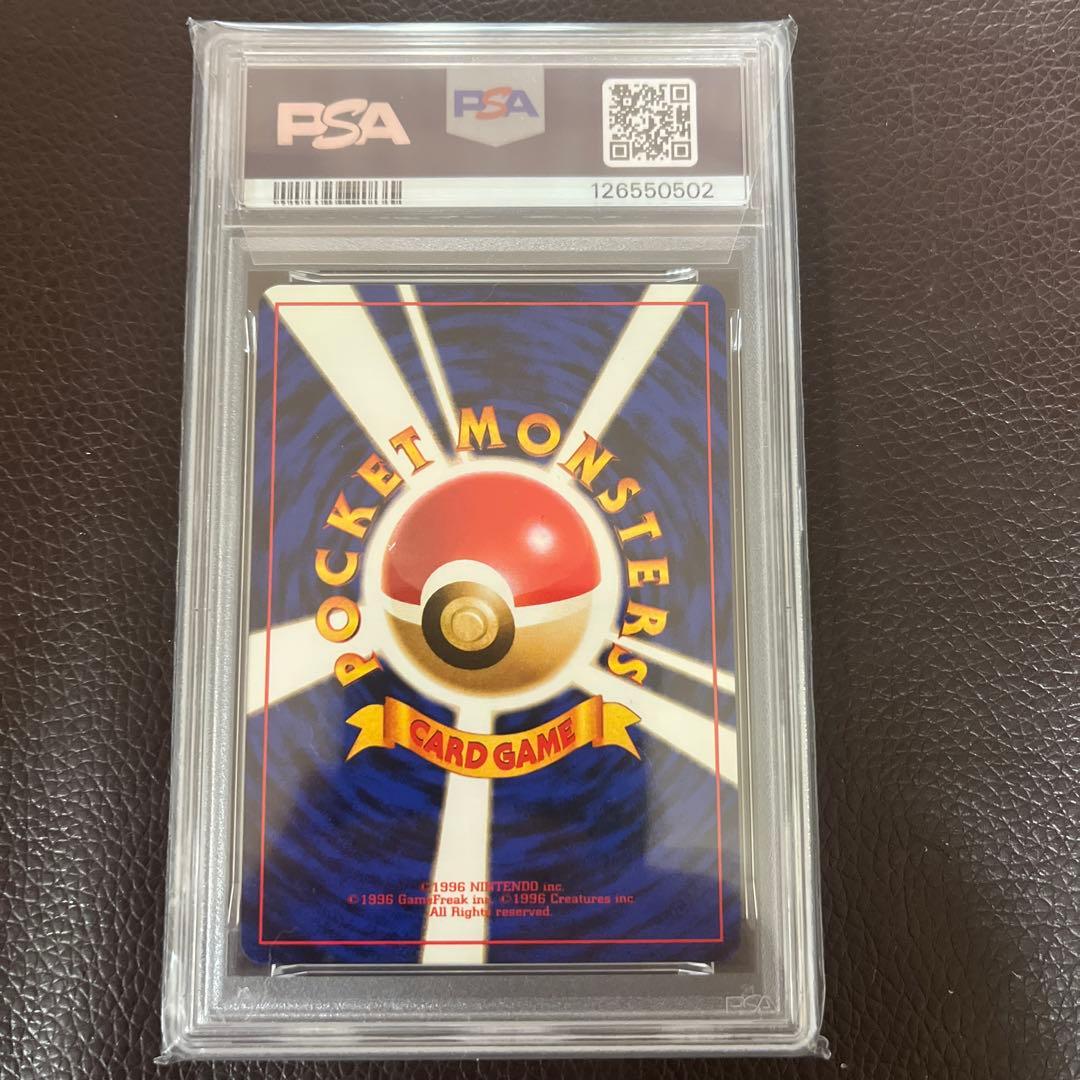 PSA
PSA
126550502
POCKET MONSTERS
CARD GAME
©1996 NINTENDO inc.
©1996 GameFreak inc. ©1996 Creatures inc.
All Rights reserved.
PSA